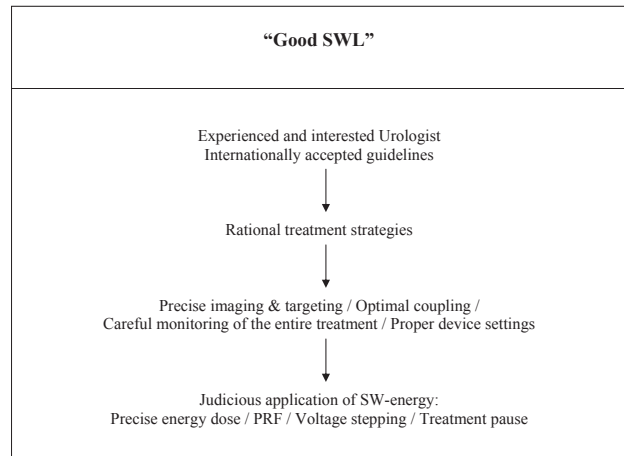 “Good SWL”
Experienced and interested Urologist
Internationally accepted guidelines
Rational treatment strategies
Precise imaging & targeting / Optimal coupling /
Careful monitoring of the entire treatment / Proper device settings
Judicious application of SW-energy:
Precise energy dose / PRF / Voltage stepping / Treatment pause